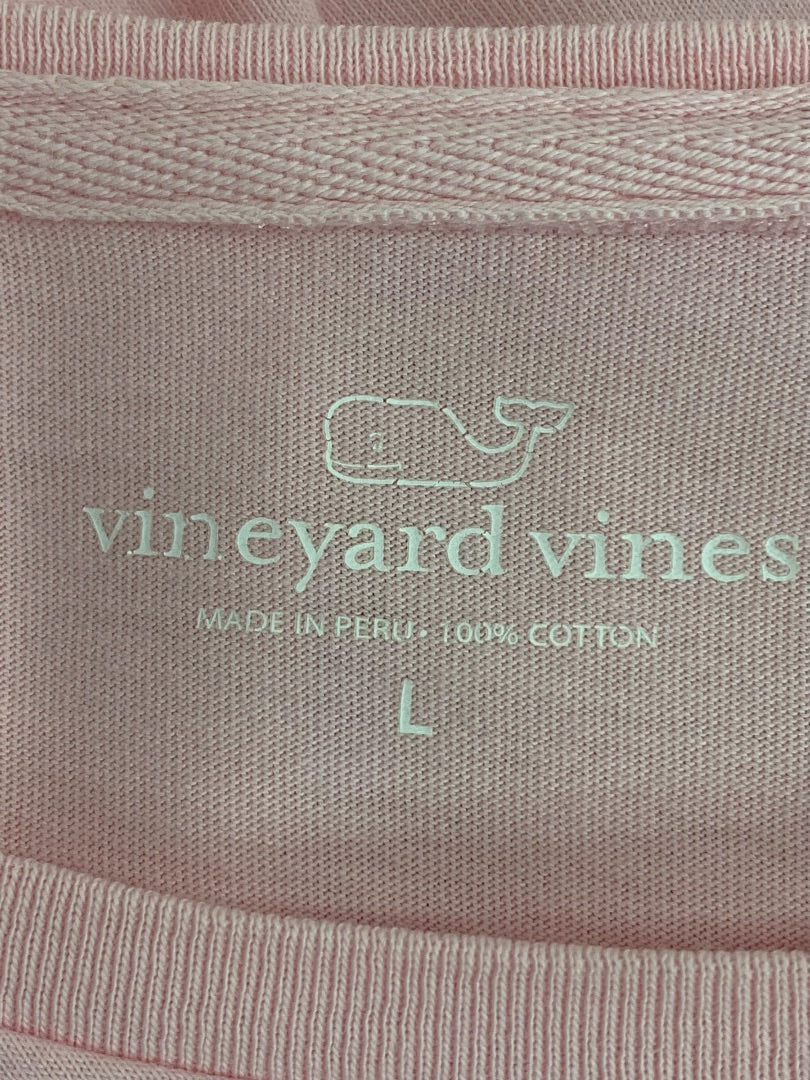 vineyard vines
MADE IN PERU • 100% COTTON
L